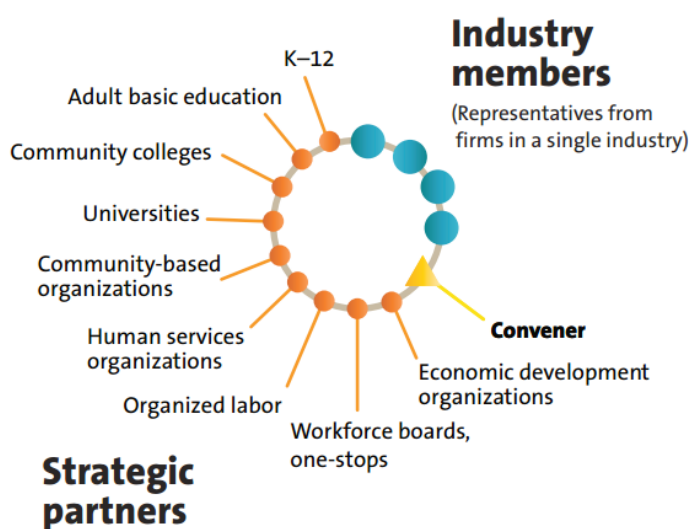 Industry
members
(Representatives from
firms in a single industry)
K–12
Adult basic education
Community colleges
Universities
Community-based
organizations
Human services
organizations
Organized labor
Workforce boards,
one-stops
Economic development
organizations
Convener
Strategic
partners